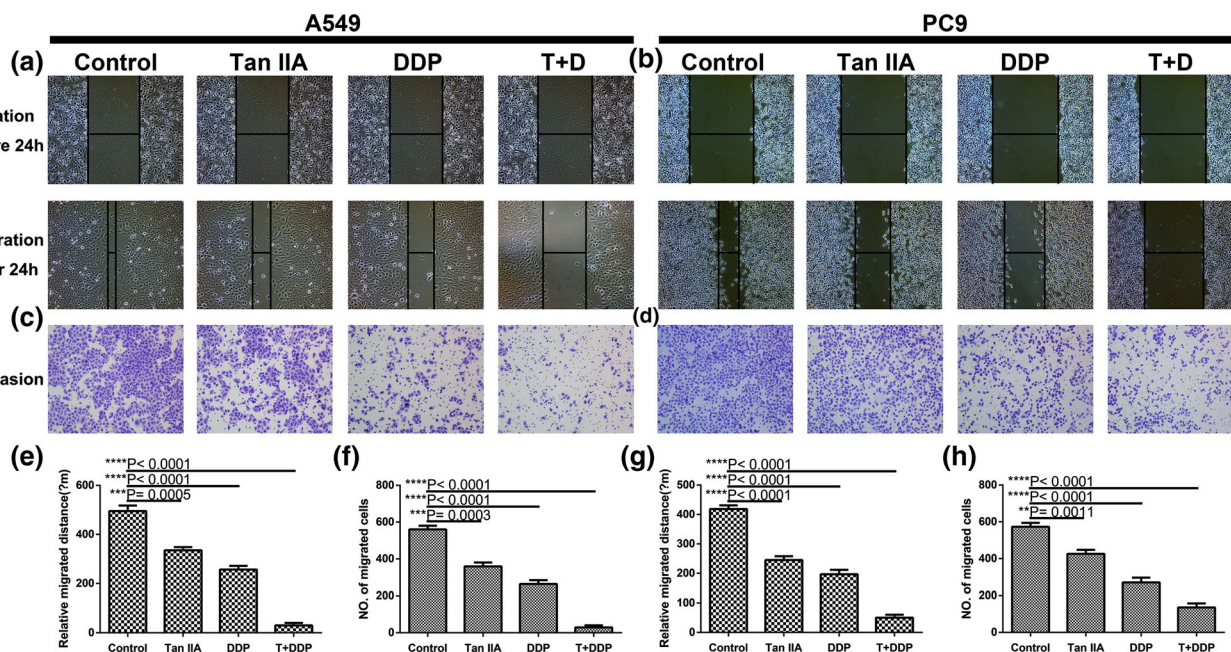 A549
PC9
(a) Control Tan IIA DDP T+D
(b) Control Tan IIA DDP T+D
ation
e 24h
ration
r 24h
(c)
(d)
asion
(e)
****P< 0.0001
****P< 0.0001
***P= 0.0005
Relative migrated distance(?m)
600
400
200
0
Control Tan IIA DDP T+DDP
(f)
****P< 0.0001
****P< 0.0001
***P= 0.0003
NO. of migrated cells
800
600
400
200
0
Control Tan IIA DDP T+DDP
(g)
****P< 0.0001
****P< 0.0001
****P< 0.0001
Relative migrated distance(?m)
500
400
300
200
100
0
Control Tan IIA DDP T+DDP
(h)
****P< 0.0001
****P< 0.0001
**P= 0.0011
NO. of migrated cells
800
600
400
200
0
Control Tan IIA DDP T+DDP